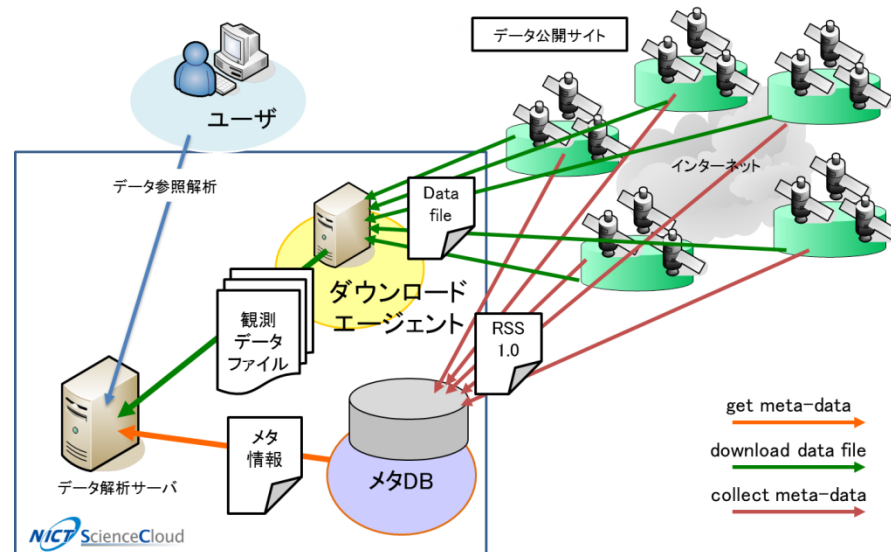 データ公開サイト
ユーザ
インターネット
データ参照解析
Data
file
ダウンロード
エージェント
観測
データ
ファイル
RSS
1.0
get meta-data
メタ
情報
download data file
メタDB
データ解析サーバ
collect meta-data
NICT ScienceCloud